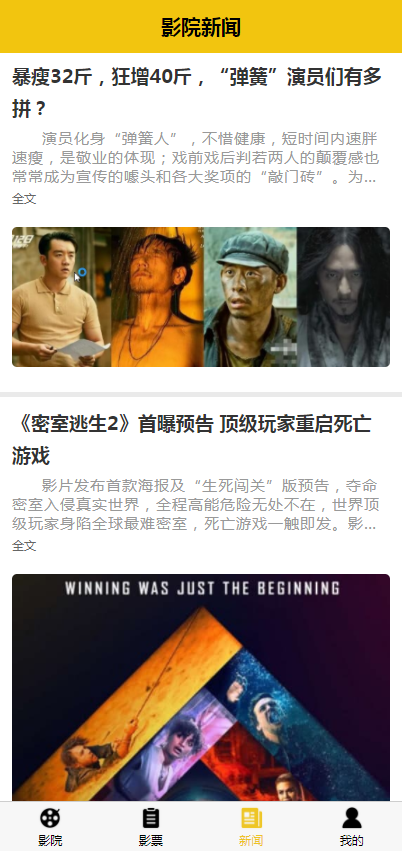 影院新闻
暴瘦32斤，狂增40斤，“弹簧”演员们有多
拼？
演员化身“弹簧人”，不惜健康，短时间内速胖
速瘦，是敬业的体现；戏前戏后判若两人的颠覆感也
常常成为宣传的噱头和各大奖项的“敲门砖”。为...
全文
《密室逃生2》首曝预告 顶级玩家重启死亡
游戏
影片发布首款海报及“生死闯关”版预告，夺命
密室入侵真实世界，全程高能危险无处不在，世界顶
级玩家身陷全球最难密室，死亡游戏一触即发。影...
全文
WINNING WAS JUST THE BEGINNING
影院
影票
新闻
我的